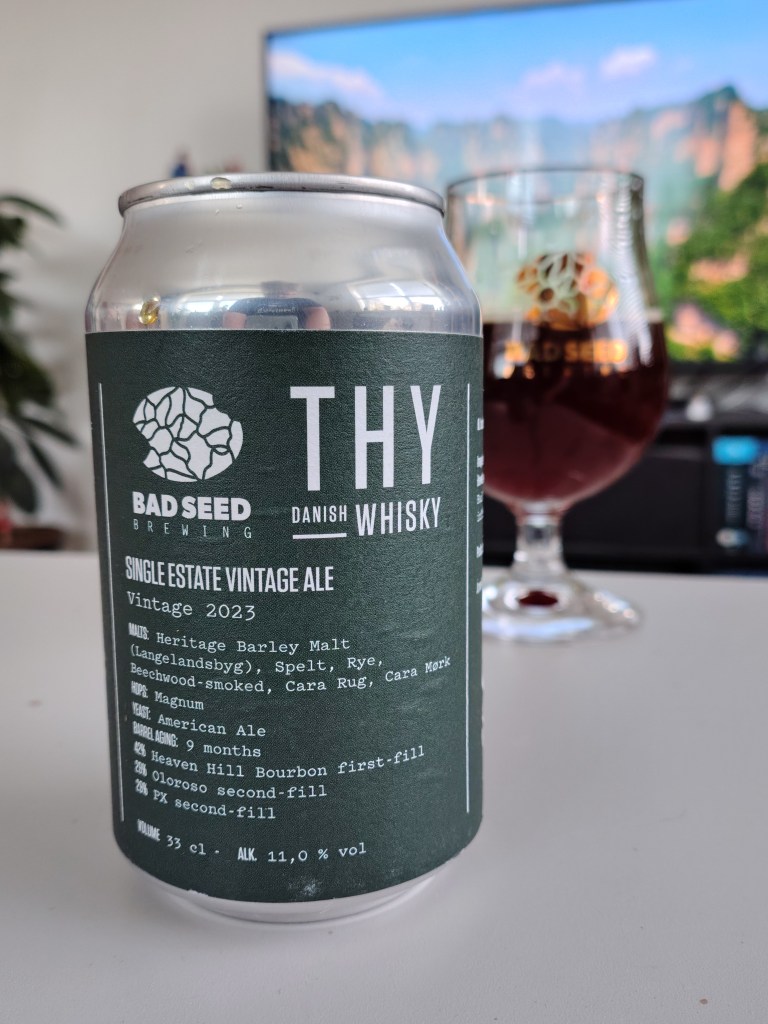 BAD SEED
BREWING
THY
DANISH WHISKY
SINGLE ESTATE VINTAGE ALE
Vintage 2023
MALTS: Heritage Barley Malt
(Langelandsbyg), Spelt, Rye,
Beechwood-smoked, Cara Rug, Cara Mørk
HOPS: Magnum
YEAST: American Ale
BARREL AGING: 9 months
42% Heaven Hill Bourbon first-fill
29% Oloroso second-fill
29% PX second-fill
VOLUME 33 cl - ALK. 11,0 % vol
BAD SEED